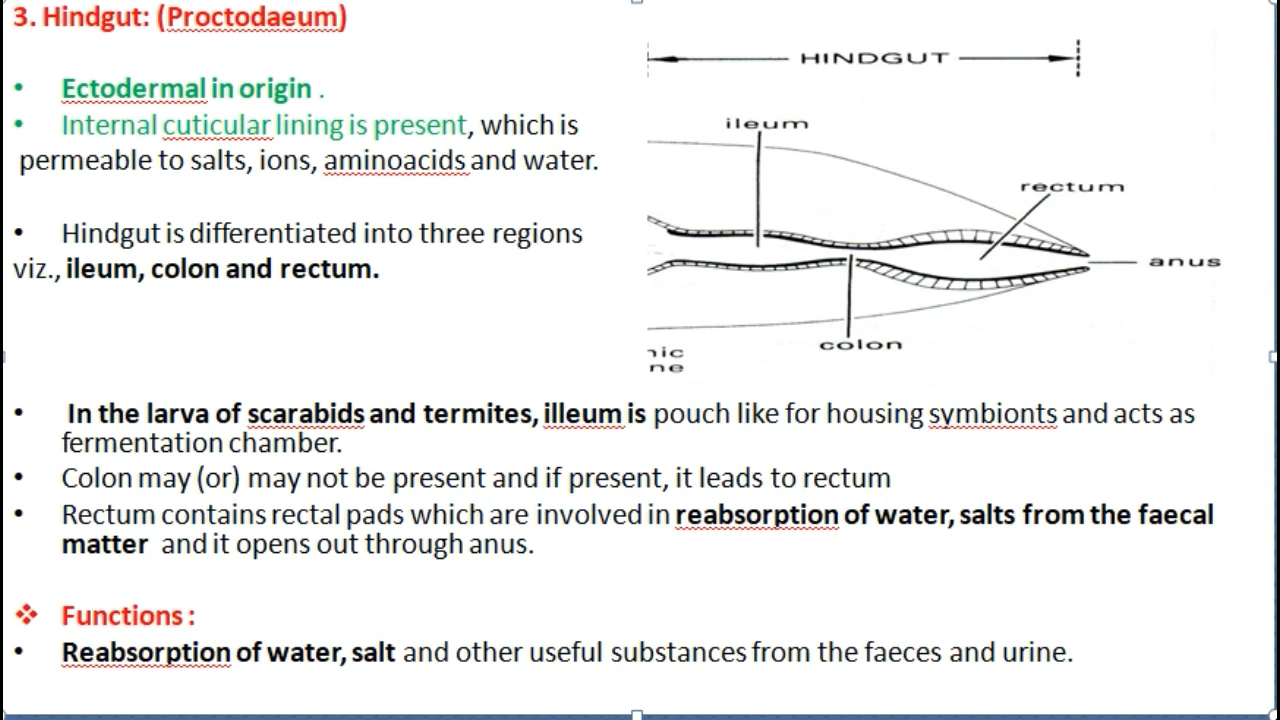 3. Hindgut: (Proctodaeum)
• Ectodermal in origin .
• Internal cuticular lining is present, which is
permeable to salts, ions, aminoacids and water.
• Hindgut is differentiated into three regions
viz., ileum, colon and rectum.
HINDGUT
ileum
rectum
anus
colon
nic
ne
• In the larva of scarabids and termites, illeum is pouch like for housing symbionts and acts as
fermentation chamber.
• Colon may (or) may not be present and if present, it leads to rectum
• Rectum contains rectal pads which are involved in reabsorption of water, salts from the faecal
matter and it opens out through anus.
❖ Functions :
• Reabsorption of water, salt and other useful substances from the faeces and urine.